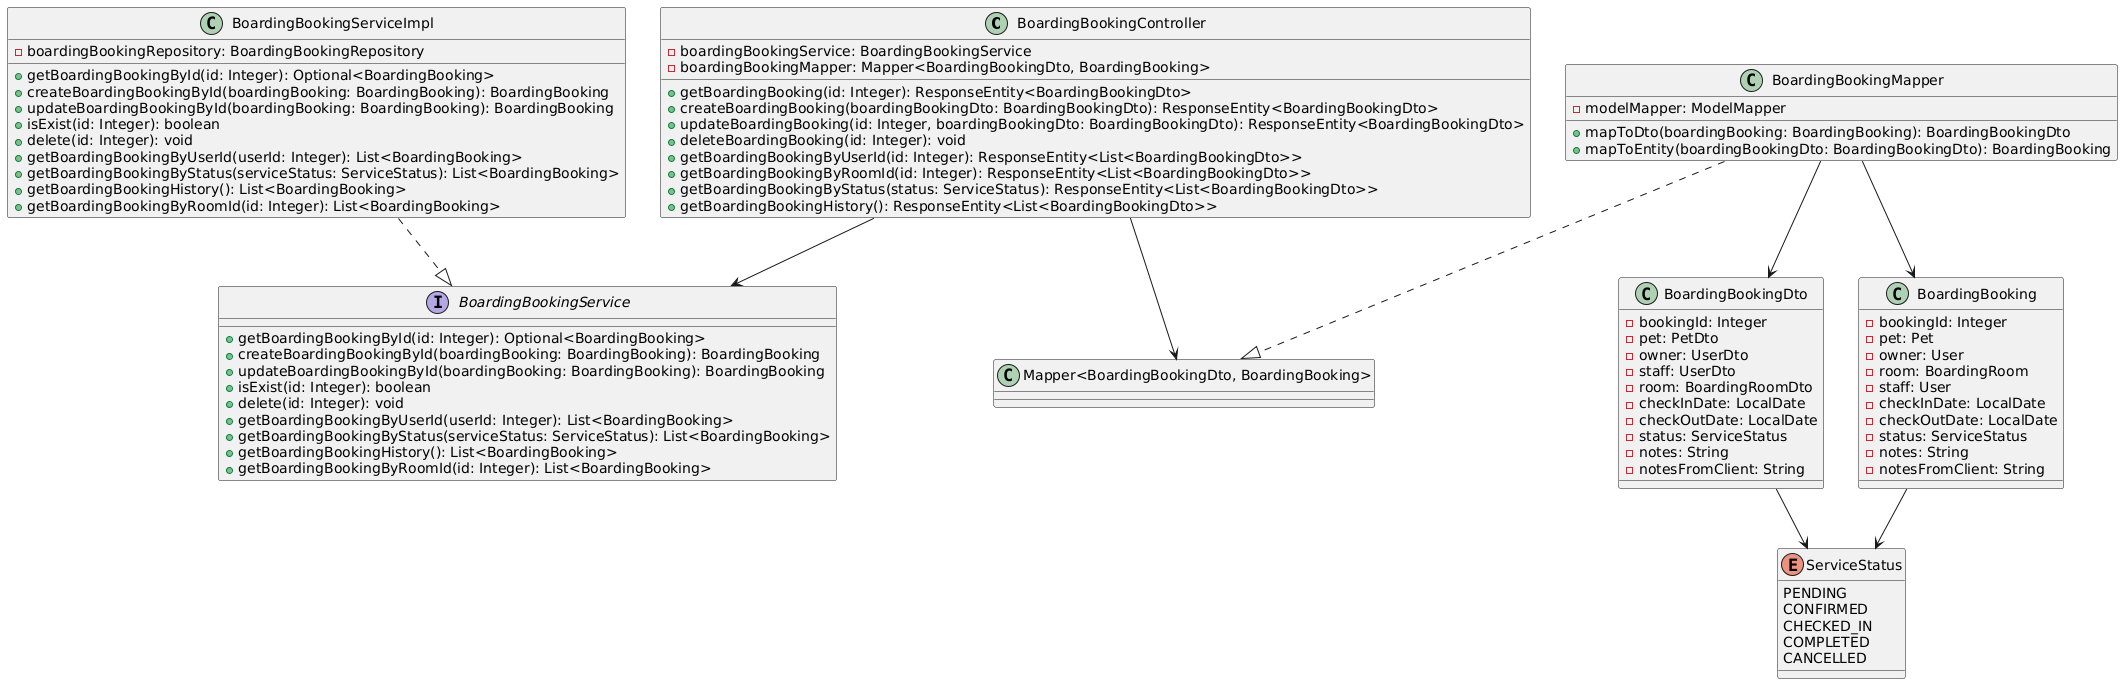 C BoardingBookingServiceImpl
boardingBookingRepository: BoardingBookingRepository
getBoardingBookingById(id: Integer): Optional<BoardingBooking>
createBoardingBookingById(boardingBooking: BoardingBooking): BoardingBooking
updateBoardingBookingById(boardingBooking: BoardingBooking): BoardingBooking
isExist(id: Integer): boolean
delete(id: Integer): void
getBoardingBookingByUserId(userId: Integer): List<BoardingBooking>
getBoardingBookingByStatus(serviceStatus: ServiceStatus): List<BoardingBooking>
getBoardingBookingHistory(): List<BoardingBooking>
getBoardingBookingByRoomId(id: Integer): List<BoardingBooking>
C BoardingBookingController
boardingBookingService: BoardingBookingService
boardingBookingMapper: Mapper<BoardingBookingDto, BoardingBooking>
getBoardingBooking(id: Integer): ResponseEntity<BoardingBookingDto>
createBoardingBooking(boardingBookingDto: BoardingBookingDto): ResponseEntity<BoardingBookingDto>
updateBoardingBooking(id: Integer, boardingBookingDto: BoardingBookingDto): ResponseEntity<BoardingBookingDto>
deleteBoardingBooking(id: Integer): void
getBoardingBookingByUserId(id: Integer): ResponseEntity<List<BoardingBookingDto>>
getBoardingBookingByRoomId(id: Integer): ResponseEntity<List<BoardingBookingDto>>
getBoardingBookingByStatus(status: ServiceStatus): ResponseEntity<List<BoardingBookingDto>>
getBoardingBookingHistory(): ResponseEntity<List<BoardingBookingDto>>
C BoardingBookingMapper
modelMapper: ModelMapper
mapToDto(boardingBooking: BoardingBooking): BoardingBookingDto
mapToEntity(boardingBookingDto: BoardingBookingDto): BoardingBooking
I BoardingBookingService
getBoardingBookingById(id: Integer): Optional<BoardingBooking>
createBoardingBookingById(boardingBooking: BoardingBooking): BoardingBooking
updateBoardingBookingById(boardingBooking: BoardingBooking): BoardingBooking
isExist(id: Integer): boolean
delete(id: Integer): void
getBoardingBookingByUserId(userId: Integer): List<BoardingBooking>
getBoardingBookingByStatus(serviceStatus: ServiceStatus): List<BoardingBooking>
getBoardingBookingHistory(): List<BoardingBooking>
getBoardingBookingByRoomId(id: Integer): List<BoardingBooking>
C Mapper<BoardingBookingDto, BoardingBooking>
C BoardingBookingDto
bookingId: Integer
pet: PetDto
owner: UserDto
staff: UserDto
room: BoardingRoomDto
checkInDate: LocalDate
checkOutDate: LocalDate
status: ServiceStatus
notes: String
notesFromClient: String
C BoardingBooking
bookingId: Integer
pet: Pet
owner: User
room: BoardingRoom
staff: User
checkInDate: LocalDate
checkOutDate: LocalDate
status: ServiceStatus
notes: String
notesFromClient: String
E ServiceStatus
PENDING
CONFIRMED
CHECKED_IN
COMPLETED
CANCELLED